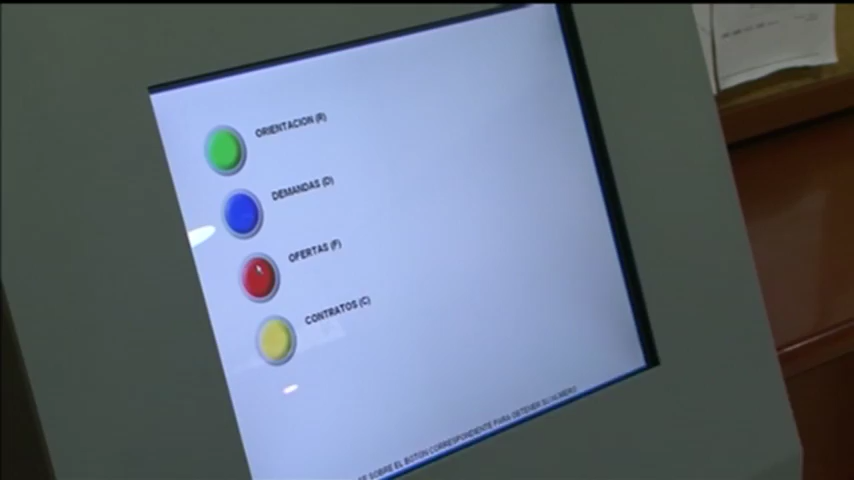 ORIENTACION (R)
DEMANDAS (D)
OFERTAS (F)
CONTRATOS (C)
SOBRE EL BOTON CORRESPONDIENTE PARA OBTENER SU NUMERO